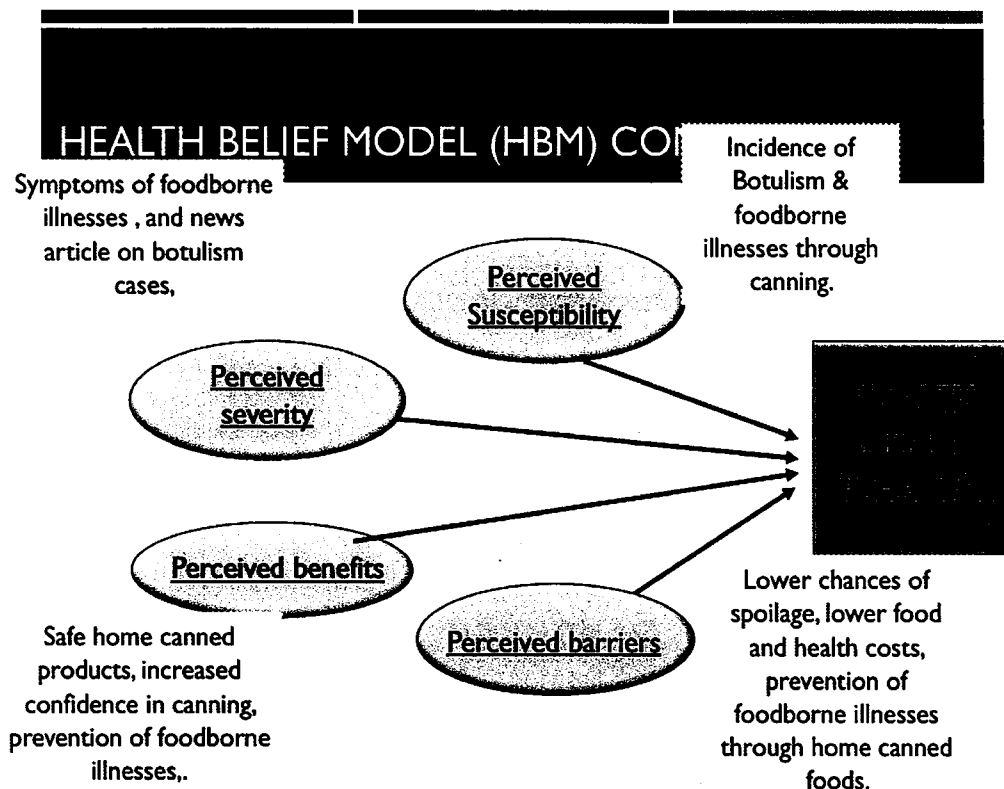 HEALTH BELIEF MODEL (HBM)
Symptoms of foodborne
illnesses , and news
article on botulism
cases,
Incidence of
Botulism &
foodborne
illnesses through
canning.
Perceived
Susceptibility
Perceived
severity
Perceived benefits
Perceived barriers
Safe home canned
products, increased
confidence in canning,
prevention of foodborne
illnesses,.
Lower chances of
spoilage, lower food
and health costs,
prevention of
foodborne illnesses
through home canned
foods.